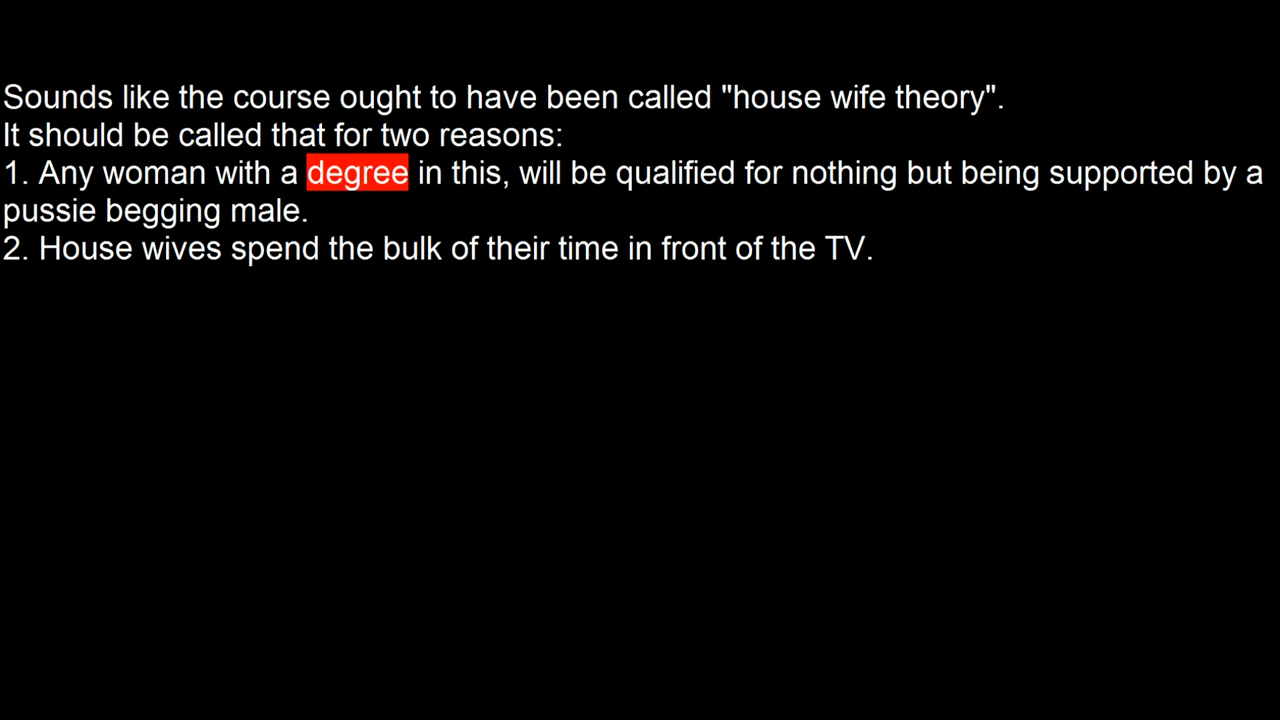 Sounds like the course ought to have been called "house wife theory".
It should be called that for two reasons:
1. Any woman with a degree in this, will be qualified for nothing but being supported by a
pussie begging male.
2. House wives spend the bulk of their time in front of the TV.